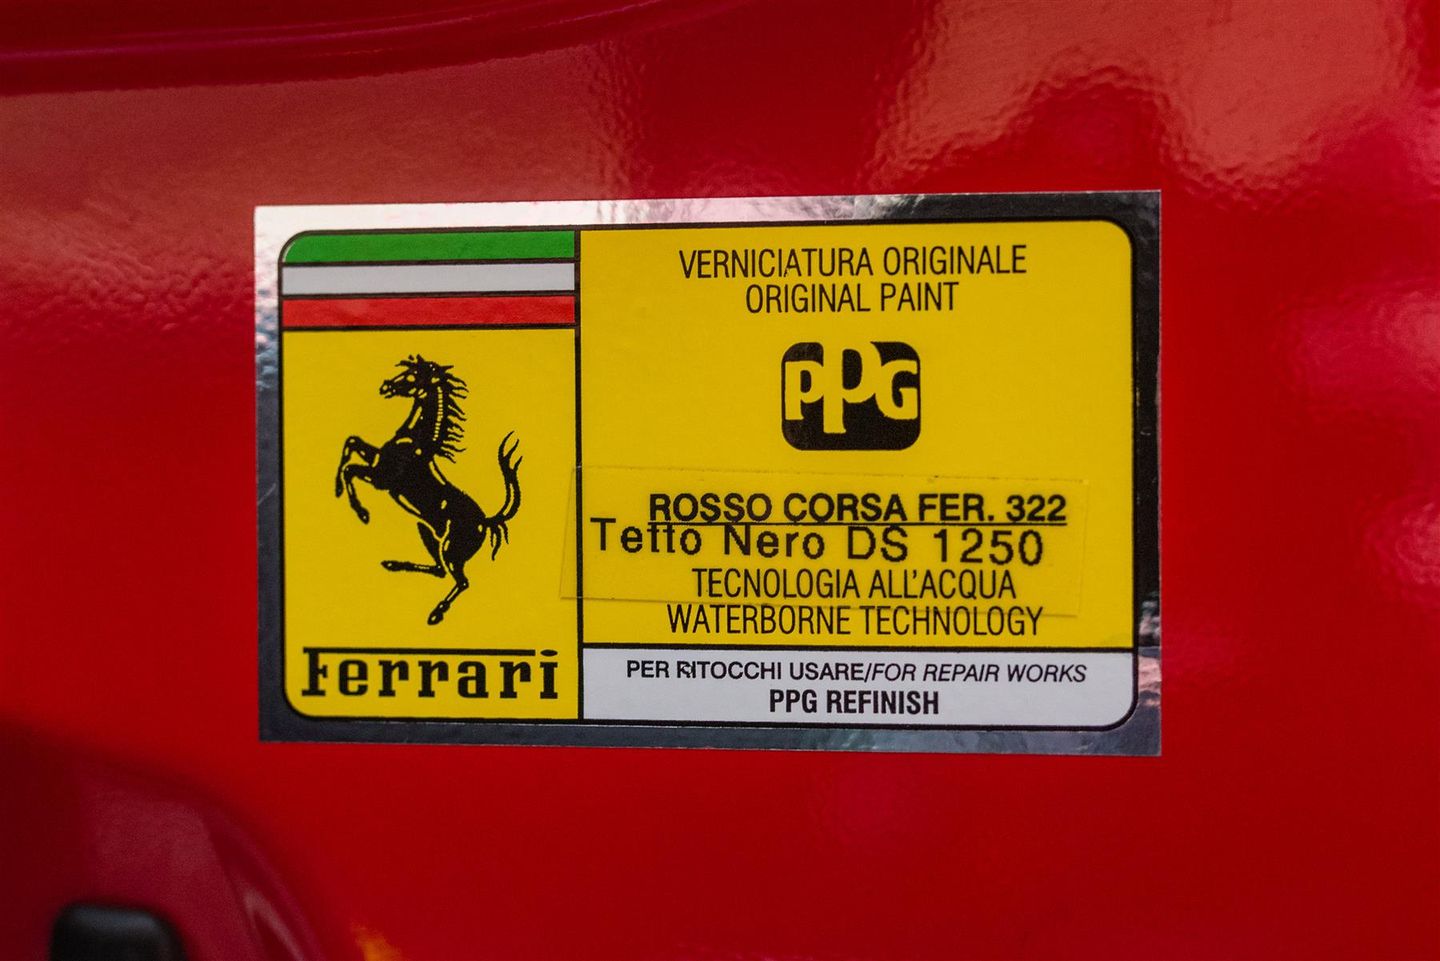 VERNICIATURA ORIGINALE
ORIGINAL PAINT
PPG
ROSSO CORSA FER. 322
Tetto Nero DS 1250
TECNOLOGIA ALL'ACQUA
WATERBORNE TECHNOLOGY
Ferrari
PER RITOCCHI USARE/FOR REPAIR WORKS
PPG REFINISH